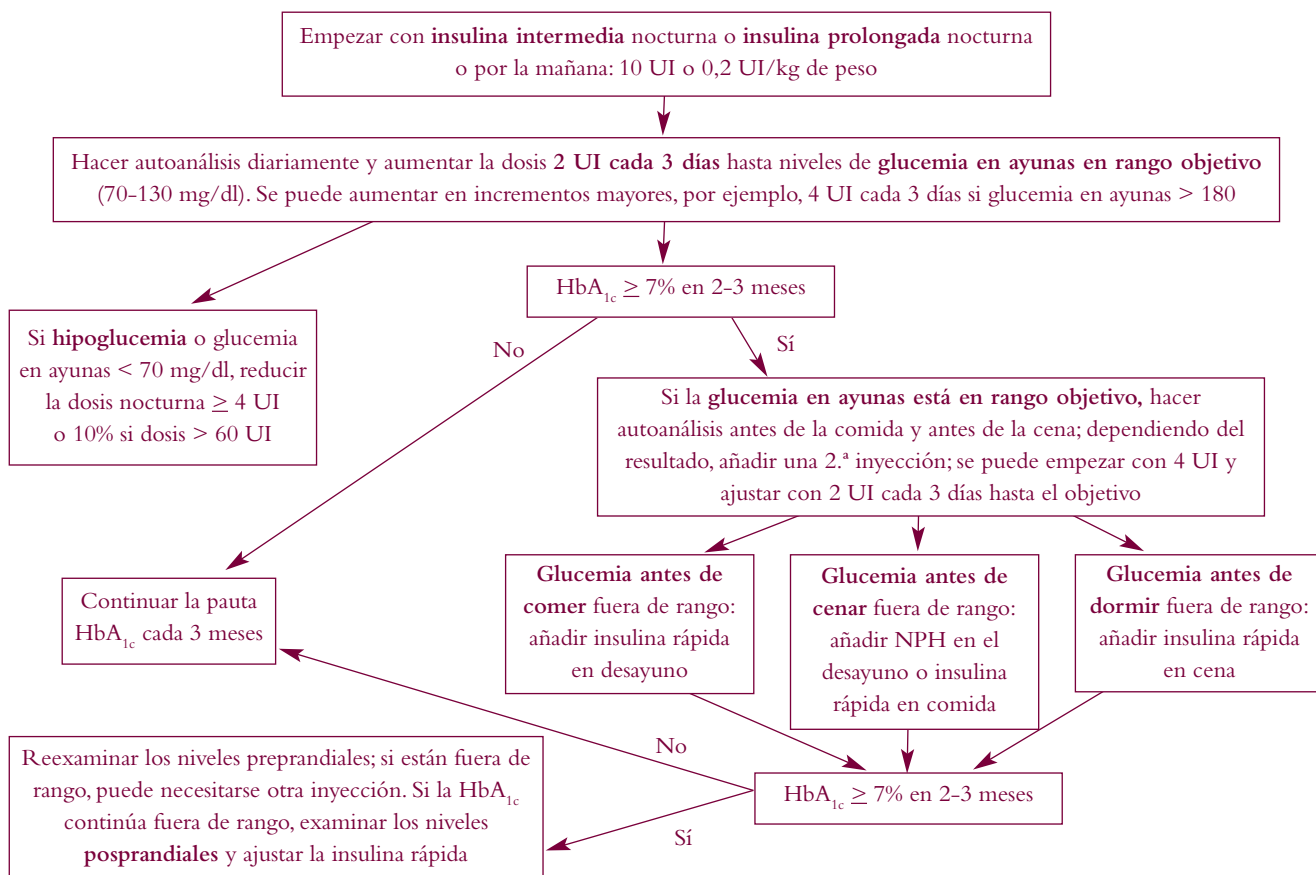 Empezar con insulina intermedia nocturna o insulina prolongada nocturna
o por la mañana: 10 UI o 0,2 UI/kg de peso
Hacer autoanálisis diariamente y aumentar la dosis 2 UI cada 3 días hasta niveles de glucemia en ayunas en rango objetivo
(70-130 mg/dl). Se puede aumentar en incrementos mayores, por ejemplo, 4 UI cada 3 días si glucemia en ayunas > 180
HbA1c ≥ 7% en 2-3 meses
Si hipoglucemia o glucemia
en ayunas < 70 mg/dl, reducir
la dosis nocturna ≥ 4 UI
o 10% si dosis > 60 UI
No
Sí
Si la glucemia en ayunas está en rango objetivo, hacer
autoanálisis antes de la comida y antes de la cena; dependiendo del
resultado, añadir una 2.ª inyección; se puede empezar con 4 UI y
ajustar con 2 UI cada 3 días hasta el objetivo
Glucemia antes de
comer fuera de rango:
añadir insulina rápida
en desayuno
Glucemia antes de
cenar fuera de rango:
añadir NPH en el
desayuno o insulina
rápida en comida
Glucemia antes de
dormir fuera de rango:
añadir insulina rápida
en cena
Continuar la pauta
HbA1c cada 3 meses
No
HbA1c ≥ 7% en 2-3 meses
Sí
Reexaminar los niveles preprandiales; si están fuera de
rango, puede necesitarse otra inyección. Si la HbA1c
continúa fuera de rango, examinar los niveles
posprandiales y ajustar la insulina rápida